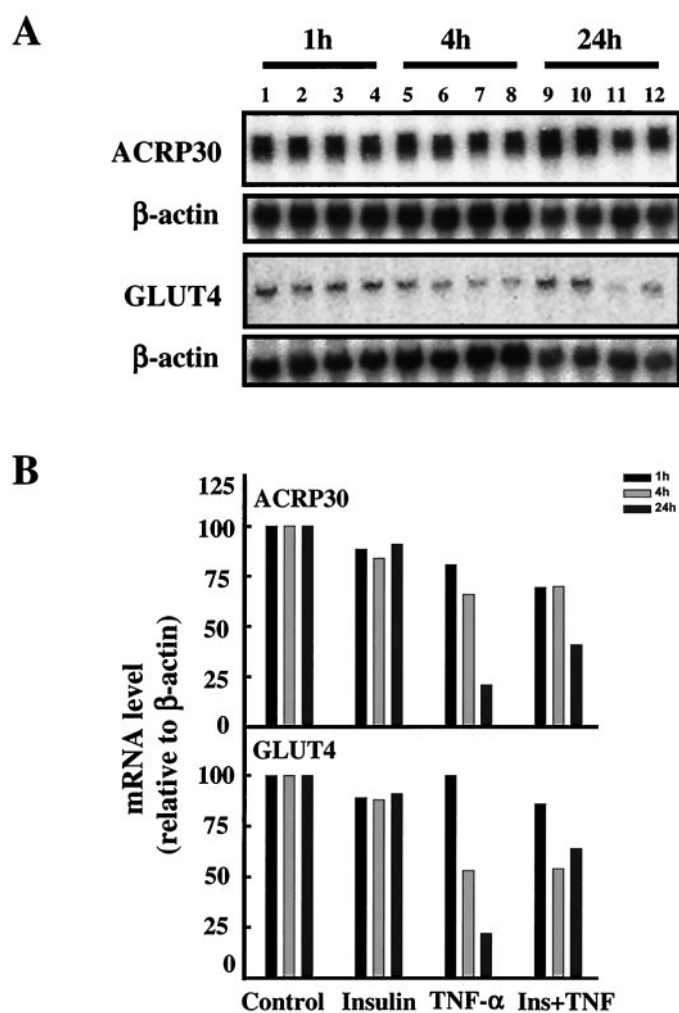 A
1h 4h 24h
1 2 3 4 5 6 7 8 9 10 11 12
ACRP30
β-actin
GLUT4
β-actin
B
1h
4h
24h
mRNA level
(relative to β-actin)
125
100
75
50
25
0
ACRP30
100
75
50
25
0
GLUT4
Control Insulin TNF-α Ins+TNF